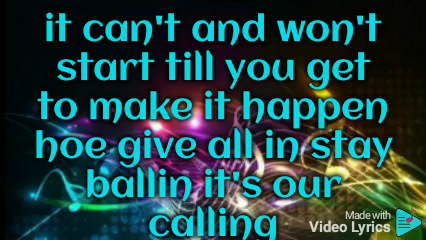 it can't and won't
start till you get
to make it happen
hoe give all in stay
ballin it's our
calling
Made with
Video Lyrics